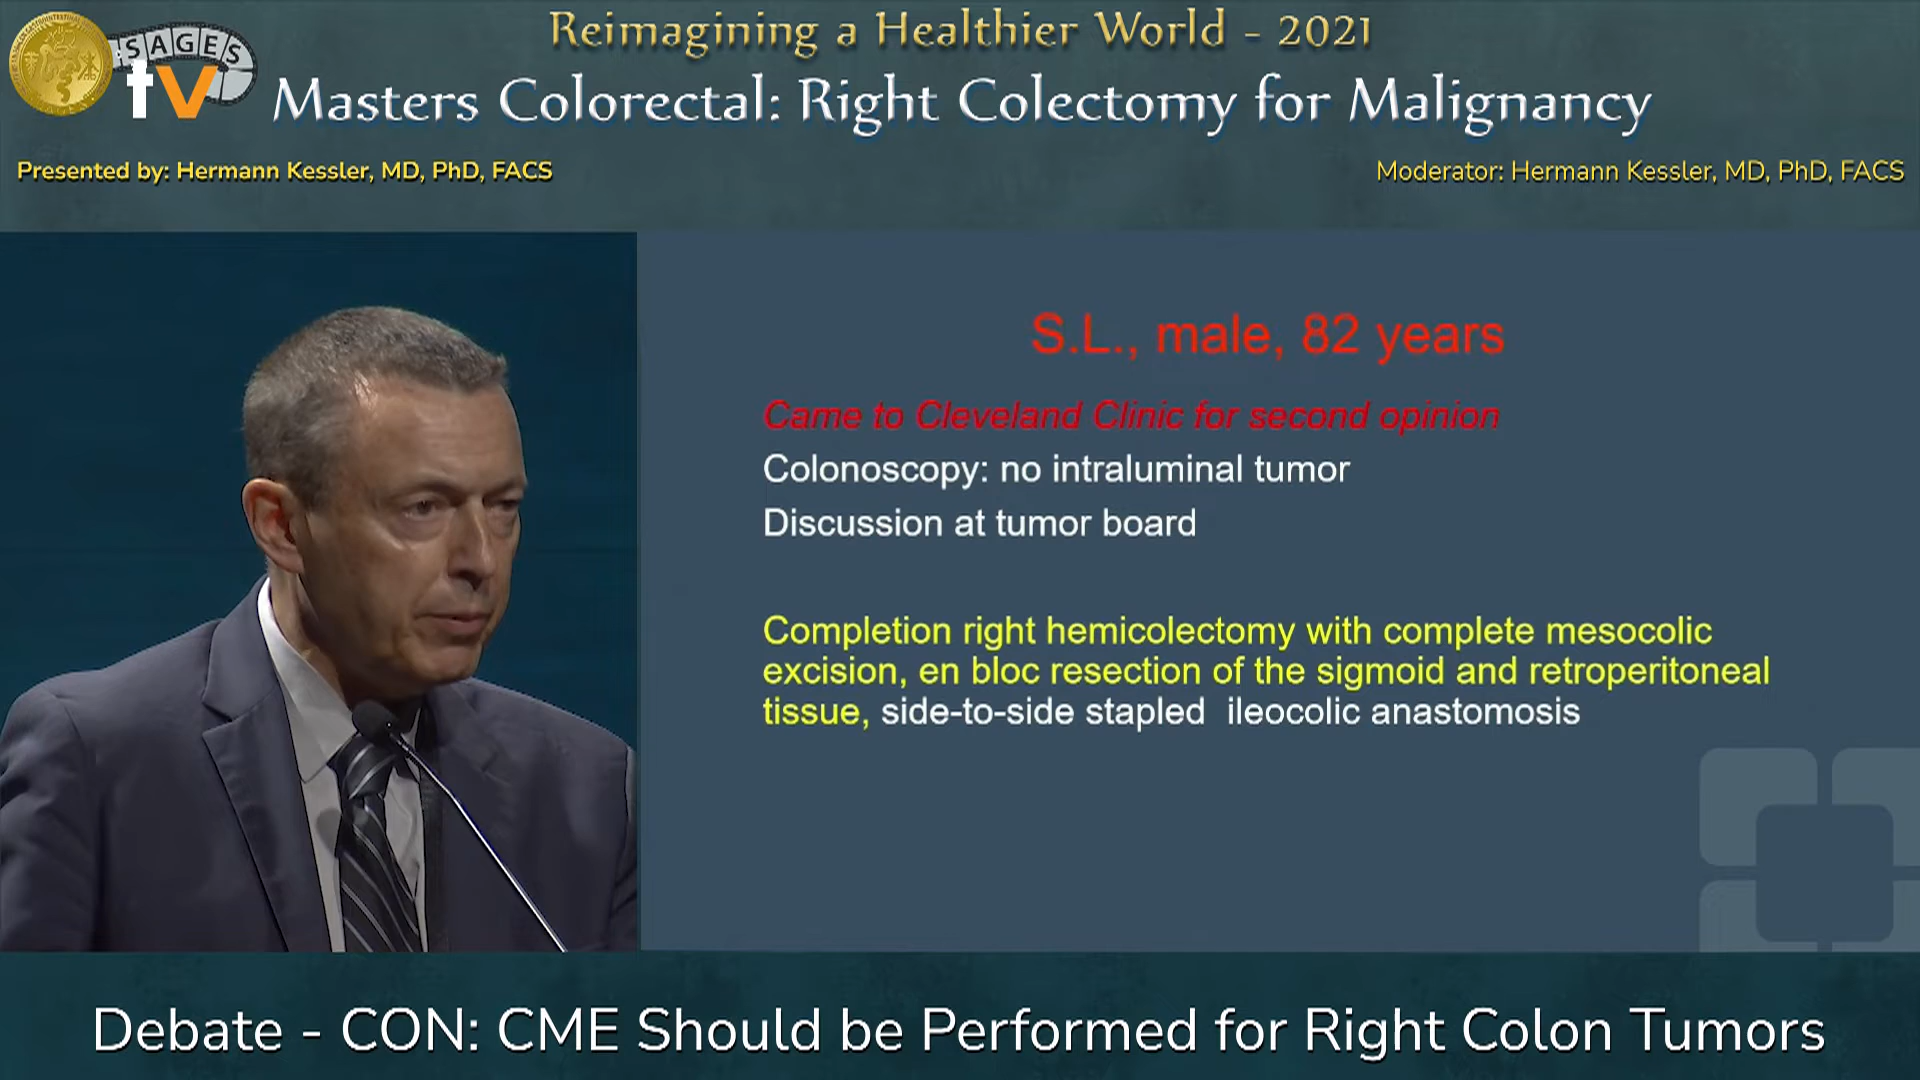 Reimagining a Healthier World - 2021
SAGES
tv
Masters Colorectal: Right Colectomy for Malignancy
Presented by: Hermann Kessler, MD, PhD, FACS
Moderator: Hermann Kessler, MD, PhD, FACS
S.L., male, 82 years
Came to Cleveland Clinic for second opinion
Colonoscopy: no intraluminal tumor
Discussion at tumor board
Completion right hemicolectomy with complete mesocolic
excision, en bloc resection of the sigmoid and retroperitoneal
tissue, side-to-side stapled ileocolic anastomosis
Debate - CON: CME Should be Performed for Right Colon Tumors